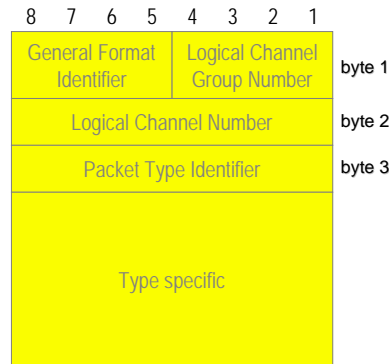 8 7 6 5 4 3 2 1
General Format Identifier
Logical Channel Group Number
byte 1
Logical Channel Number
byte 2
Packet Type Identifier
byte 3
Type specific